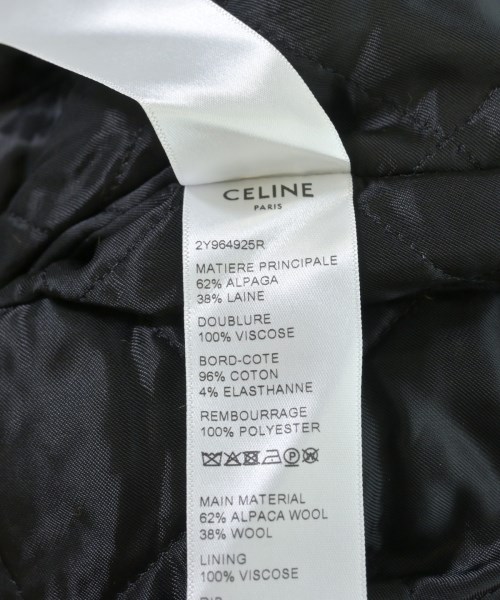 CELINE
PARIS
2Y964925R
MATIERE PRINCIPALE
62% ALPAGA
38% LAINE
DOUBLURE
100% VISCOSE
BORD-COTE
96% COTON
4% ELASTHANNE
REMBOURRAGE
100% POLYESTER
MAIN MATERIAL
62% ALPACA WOOL
38% WOOL
LINING
100% VISCOSE